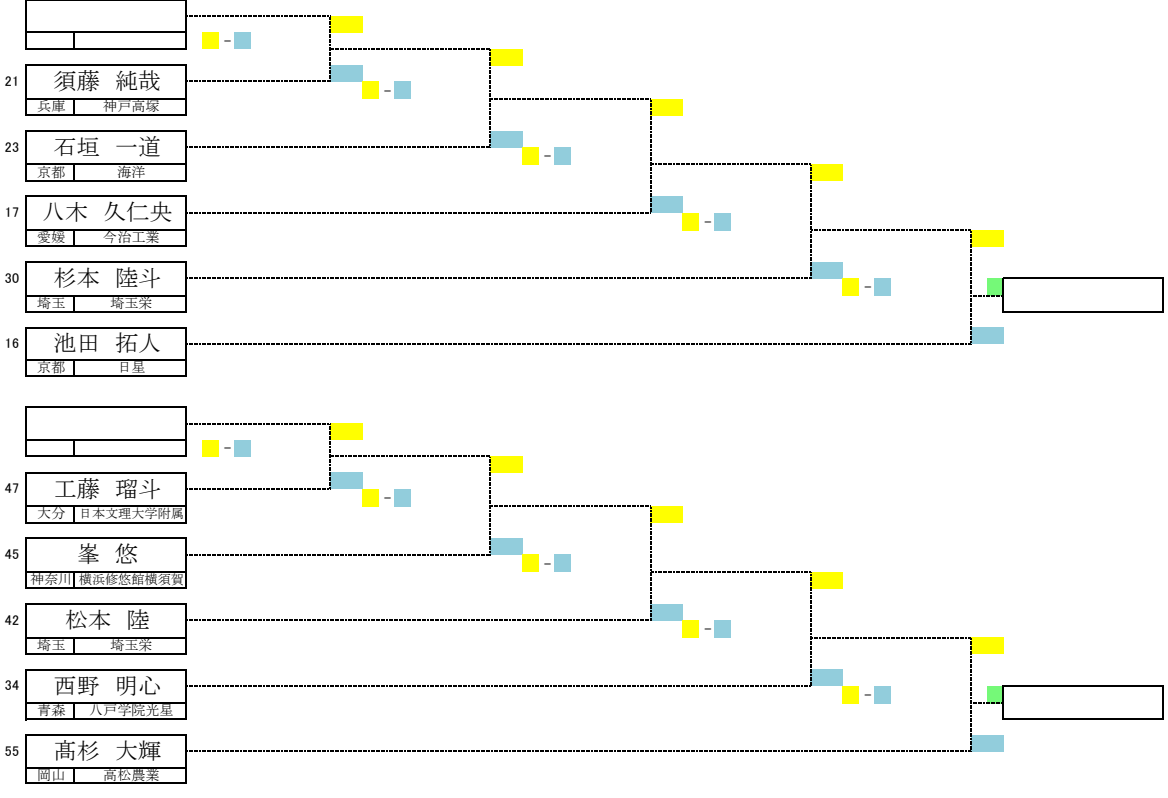 -
21 須藤 純哉
兵庫 神戸高塚
-
23 石垣 一道
京都 海洋
-
17 八木 久仁央
愛媛 今治工業
-
30 杉本 陸斗
埼玉 埼玉栄
-
16 池田 拓人
京都 日星
-
47 工藤 瑠斗
大分 日本文理大学附属
-
45 峯 悠
神奈川 横浜修悠館横須賀
-
42 松本 陸
埼玉 埼玉栄
-
34 西野 明心
青森 八戸学院光星
-
55 髙杉 大輝
岡山 高松農業